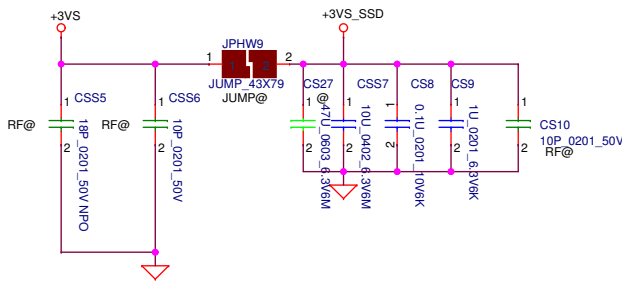 +3VS
+3VS_SSD
JPHW9
1
2
1
2
JUMP_43X79
JUMP@
CSS5
RF@
1
2
18P_0201_50V NPO
CSS6
RF@
1
2
10P_0201_50V
CS27
@
1
2
47U_0603_6.3V6M
CSS7
1
2
10U_0402_6.3V6M
CS8
1
2
0.1U_0201_10V6K
CS9
1
2
1U_0201_6.3V6K
1
2
CS10
10P_0201_50V
RF@